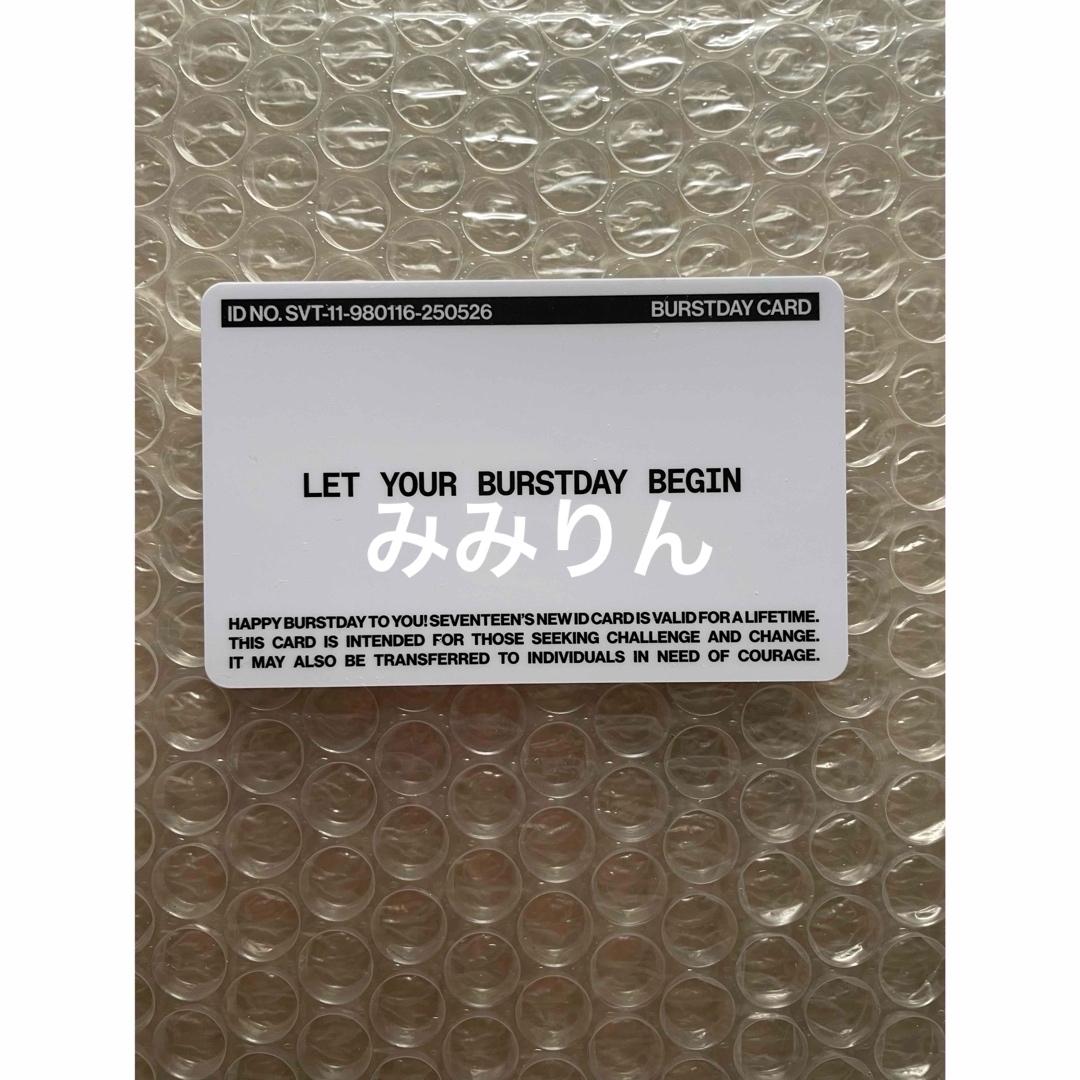 ID NO. SVT-11-980116-250526 BURSTDAY CARD
LET YOUR BURSTDAY BEGIN
みみりん
HAPPY BURSTDAY TO YOU! SEVENTEEN'S NEW ID CARD IS VALID FOR A LIFETIME.
THIS CARD IS INTENDED FOR THOSE SEEKING CHALLENGE AND CHANGE.
IT MAY ALSO BE TRANSFERRED TO INDIVIDUALS IN NEED OF COURAGE.